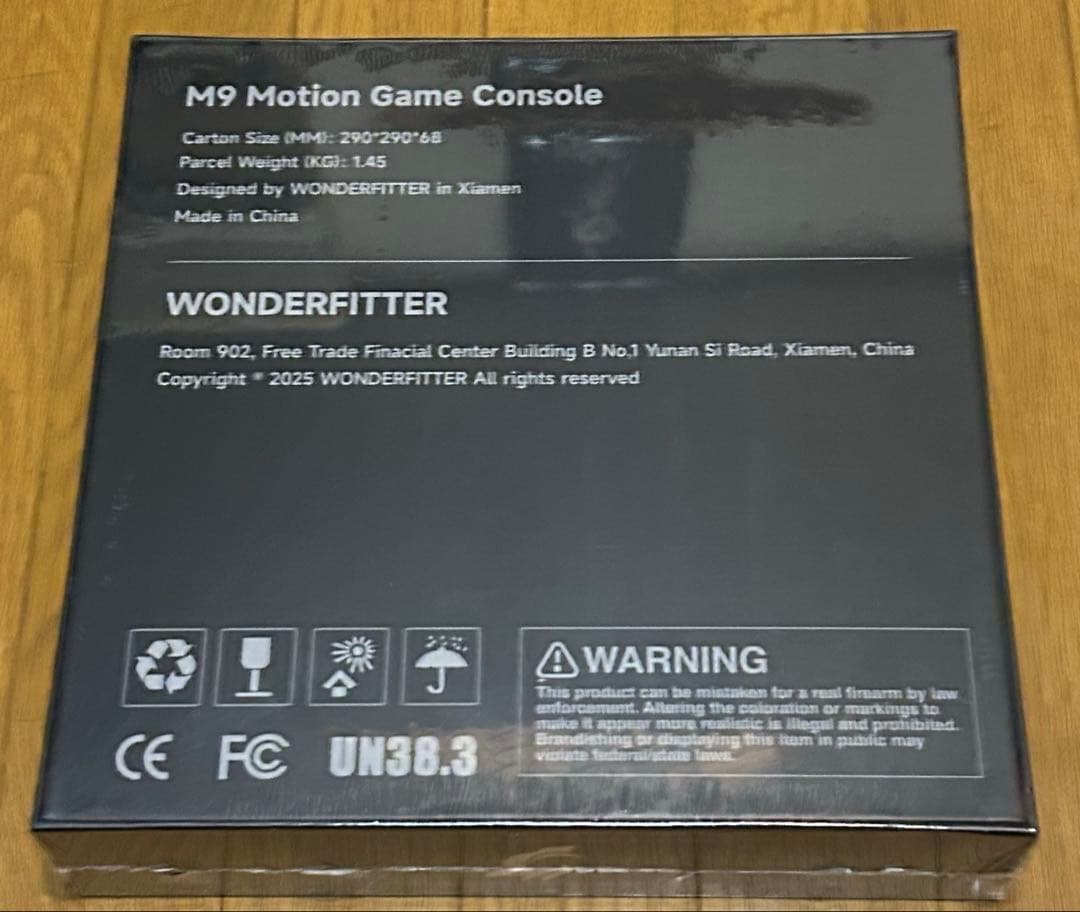 M9 Motion Game Console
Carton Size (MM): 290*290*68
Parcel Weight (KG): 1.45
Designed by WONDERFITTER in Xiamen
Made in China
WONDERFITTER
Room 902, Free Trade Finacial Center Building B No,1 Yunan Si Road, Xiamen, China
Copyright ® 2025 WONDERFITTER All rights reserved
WARNING
This product can be mistaken for a real firearm by law
enforcement. Altering the coloration or markings to
make it appear more realistic is illegal and prohibited.
Brandishing or displaying this item in public may
violate federal/state laws.
CE FC UN38.3